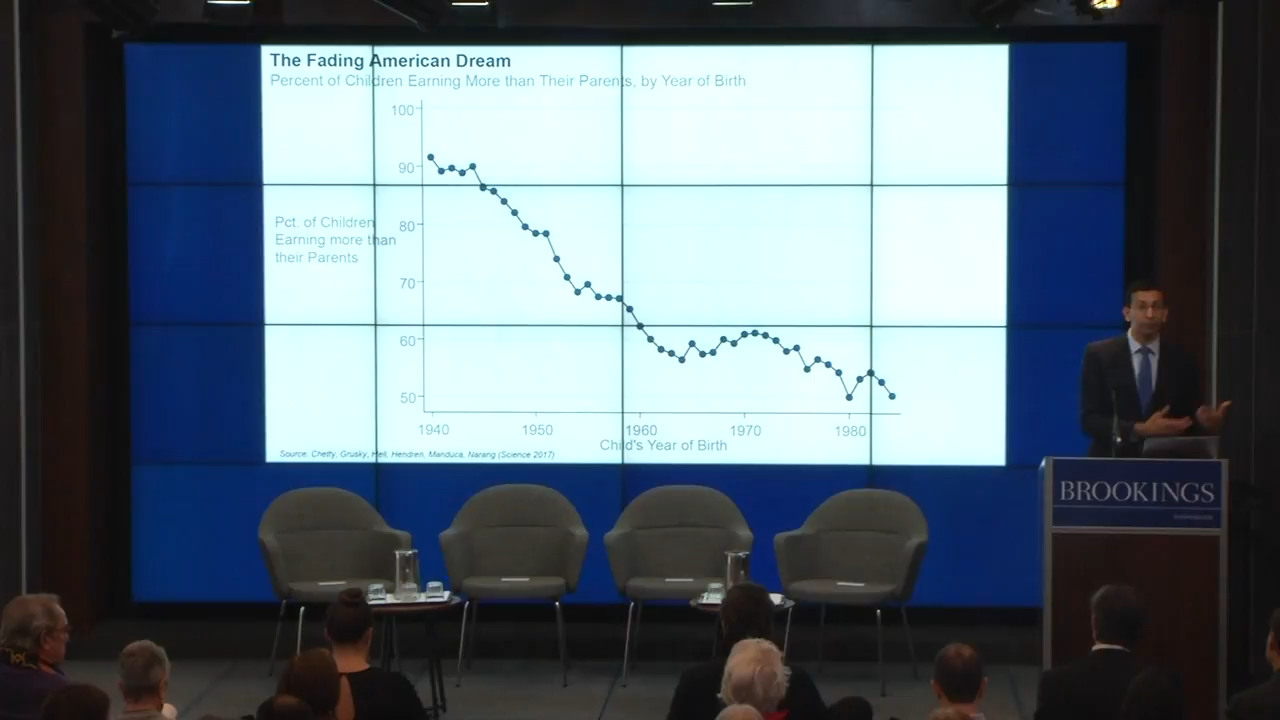 The Fading American Dream
Percent of Children Earning More than Their Parents, by Year of Birth
100
90
80
70
60
50
Pct. of Children
Earning more than
their Parents
1940 1950 1960 1970 1980
Child's Year of Birth
Source: Chetty, Grusky, Hell, Hendren, Manduca, Narang (Science 2017)
BROOKINGS